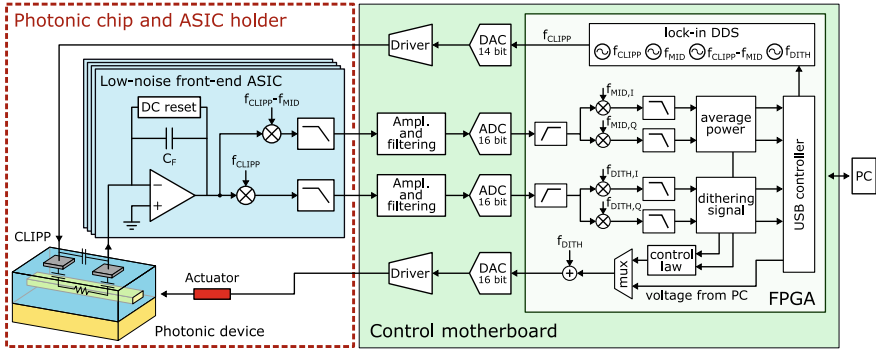 Photonic chip and ASIC holder
Low-noise front-end ASIC
DC reset
C_F
f_CLIPP-f_MID
f_CLIPP
−
+
CLIPP
Actuator
Photonic device
Driver
DAC
14 bit
f_CLIPP
lock-in DDS
f_CLIPP f_MID f_CLIPP-f_MID f_DITH
Ampl.
and
filtering
ADC
16 bit
f_MID,I
f_MID,Q
average
power
Ampl.
and
filtering
ADC
16 bit
f_DITH,I
f_DITH,Q
dithering
signal
USB controller
PC
Driver
DAC
16 bit
f_DITH
+
mux
control
law
voltage from PC
FPGA
Control motherboard